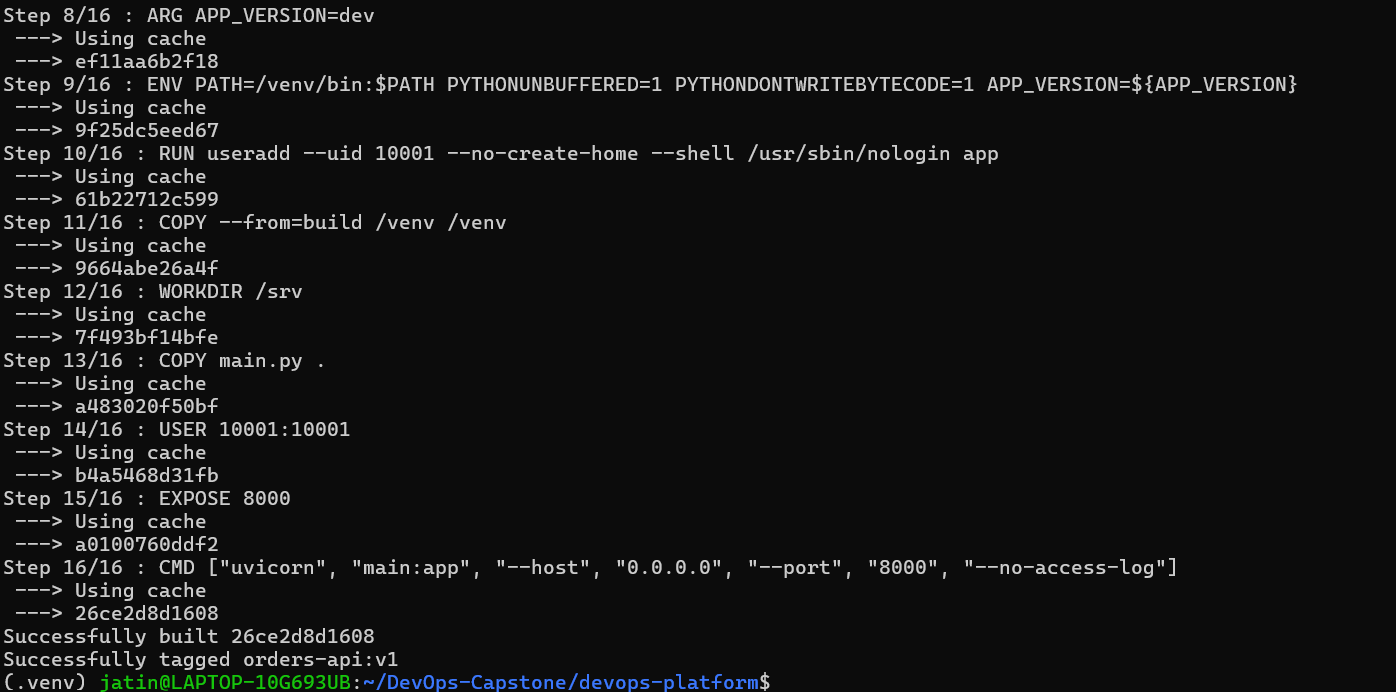 Step 8/16 : ARG APP_VERSION=dev
 ---> Using cache
 ---> ef11aa6b2f18
Step 9/16 : ENV PATH=/venv/bin:$PATH PYTHONUNBUFFERED=1 PYTHONDONTWRITEBYTECODE=1 APP_VERSION=${APP_VERSION}
 ---> Using cache
 ---> 9f25dc5eed67
Step 10/16 : RUN useradd --uid 10001 --no-create-home --shell /usr/sbin/nologin app
 ---> Using cache
 ---> 61b22712c599
Step 11/16 : COPY --from=build /venv /venv
 ---> Using cache
 ---> 9664abe26a4f
Step 12/16 : WORKDIR /srv
 ---> Using cache
 ---> 7f493bf14bfe
Step 13/16 : COPY main.py .
 ---> Using cache
 ---> a483020f50bf
Step 14/16 : USER 10001:10001
 ---> Using cache
 ---> b4a5468d31fb
Step 15/16 : EXPOSE 8000
 ---> Using cache
 ---> a0100760ddf2
Step 16/16 : CMD ["uvicorn", "main:app", "--host", "0.0.0.0", "--port", "8000", "--no-access-log"]
 ---> Using cache
 ---> 26ce2d8d1608
Successfully built 26ce2d8d1608
Successfully tagged orders-api:v1
(.venv) jatin@LAPTOP-10G693UB:~/DevOps-Capstone/devops-platform$